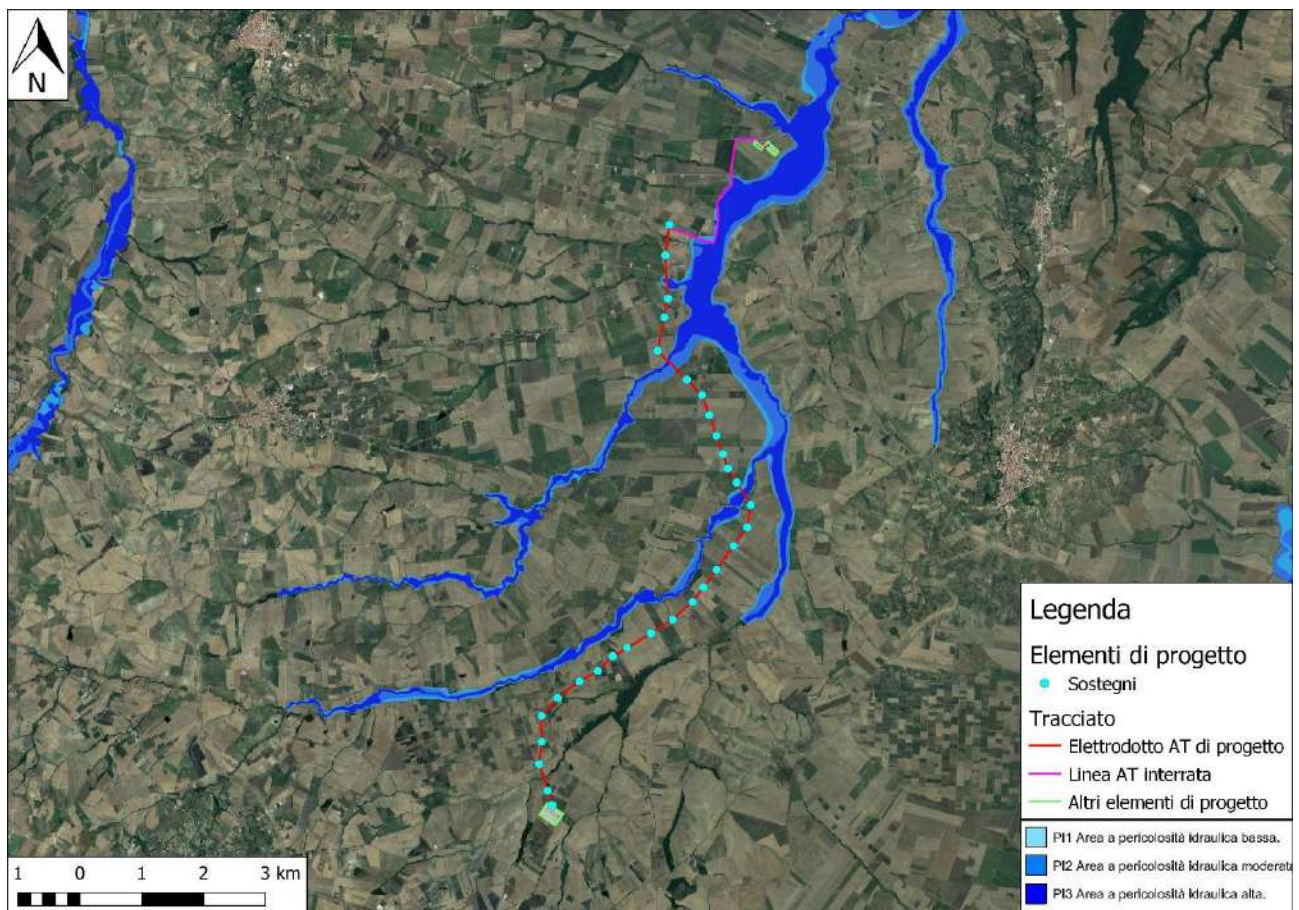 N
Legenda
Elementi di progetto
Sostegni
Tracciato
Elettrodotto AT di progetto
Linea AT interrata
Altri elementi di progetto
PI1 Area a pericolosità idraulica bassa.
PI2 Area a pericolosità idraulica moderata
PI3 Area a pericolosità idraulica alta.
1 0 1 2 3 km